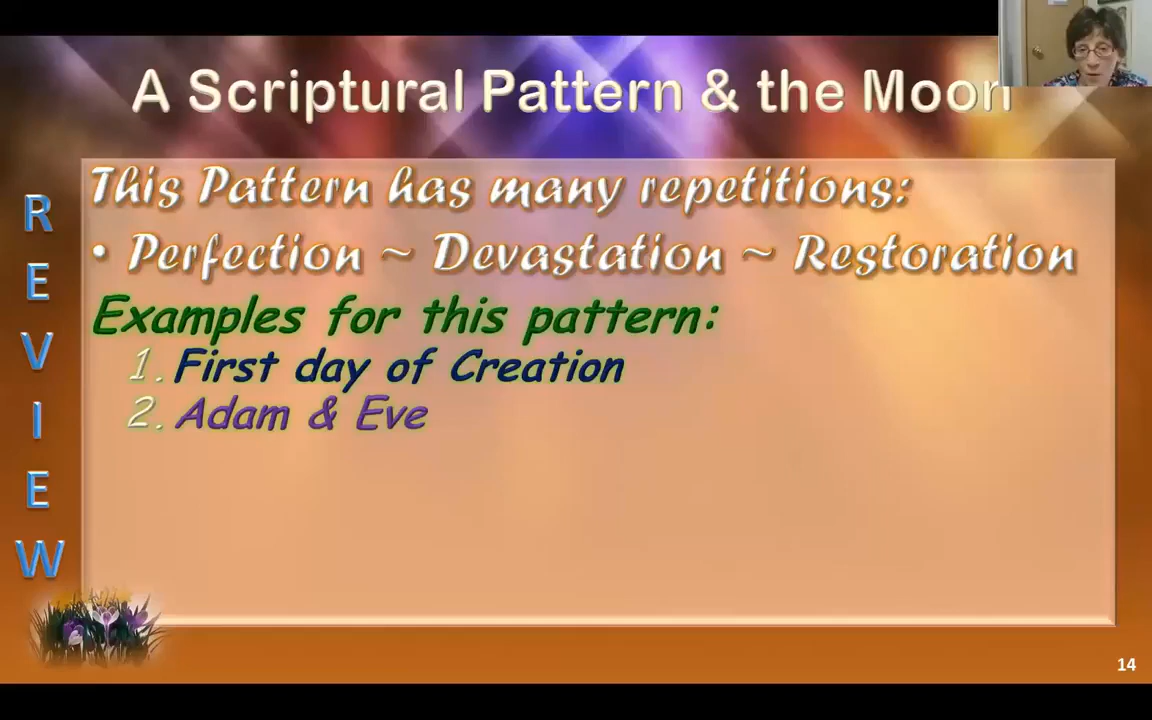 A Scriptural Pattern & the Moon
REVIEW
This Pattern has many repetitions:
• Perfection ~ Devastation ~ Restoration
Examples for this pattern:
1. First day of Creation
2. Adam & Eve
14